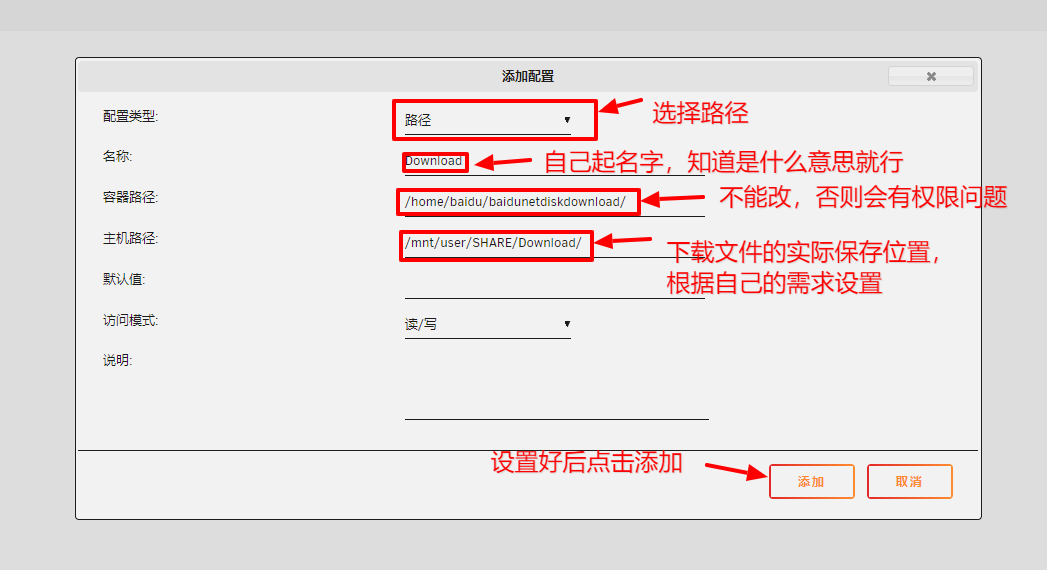 添加配置
配置类型:
路径
选择路径
名称:
Download
自己起名字，知道是什么意思就行
容器路径:
/home/baidu/baidunetdiskdownload/
不能改，否则会有权限问题
主机路径:
/mnt/user/SHARE/Download/
下载文件的实际保存位置，
根据自己的需求设置
默认值:
访问模式:
读/写
说明:
设置好后点击添加
添加
取消